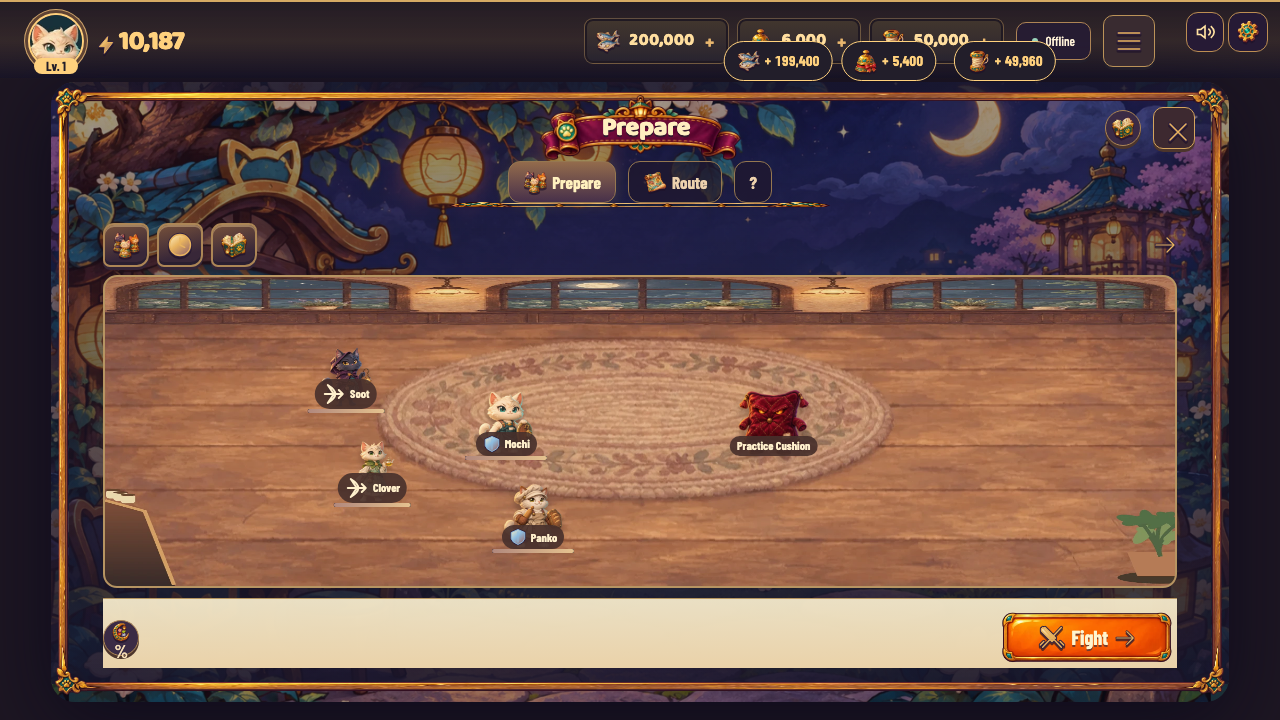 10,187
200,000 +
6,000 +
50,000 +
Offline
+ 199,400
+ 5,400
+ 49,960
Lv. 1
Prepare
Prepare
Route
?
Soot
Mochi
Practice Cushion
Clover
Panko
%
Fight